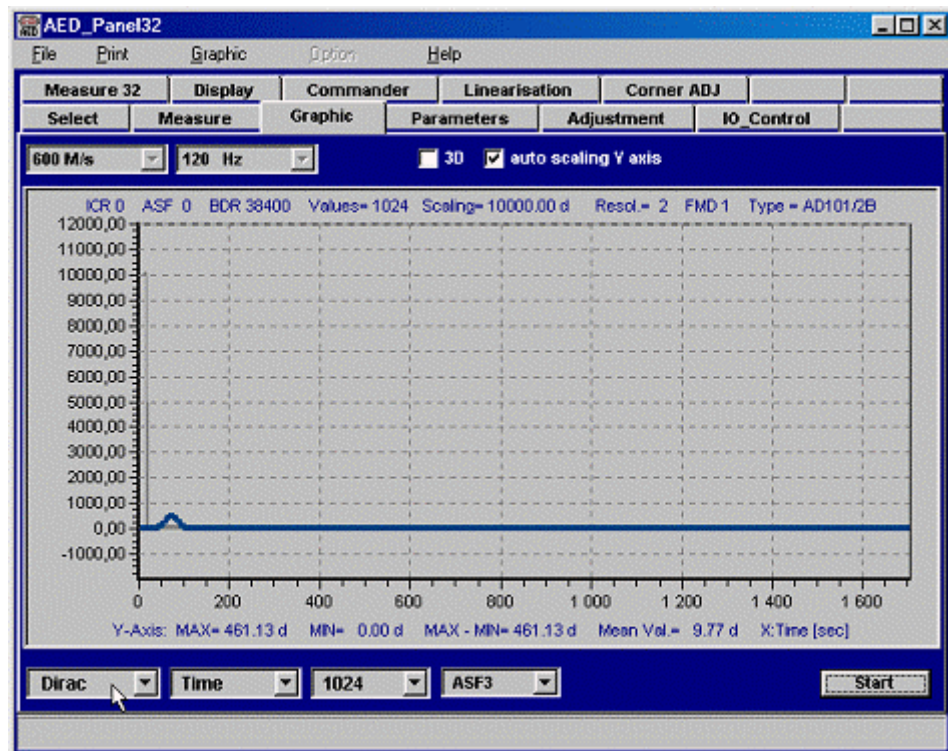 AED_Panel32
File Print Graphic Option Help
Measure 32 Display Commander Linearisation Corner ADJ
Select Measure Graphic Parameters Adjustment IO_Control
600 M/s 120 Hz 3D auto scaling Y axis
ICR 0 ASF 0 BDR 38400 Values= 1024 Scaling= 10000.00 d Resol.= 2 FMD 1 Type = AD101/2B
12000,00
11000,00
10000,00
9000,00
8000,00
7000,00
6000,00
5000,00
4000,00
3000,00
2000,00
1000,00
0,00
-1000,00
0 200 400 600 800 1 000 1 200 1 400 1 600
Y-Axis: MAX= 461.13 d MIN= 0.00 d MAX - MIN= 461.13 d Mean Val.= 9.77 d X:Time [sec]
Dirac Time 1024 ASF3 Start